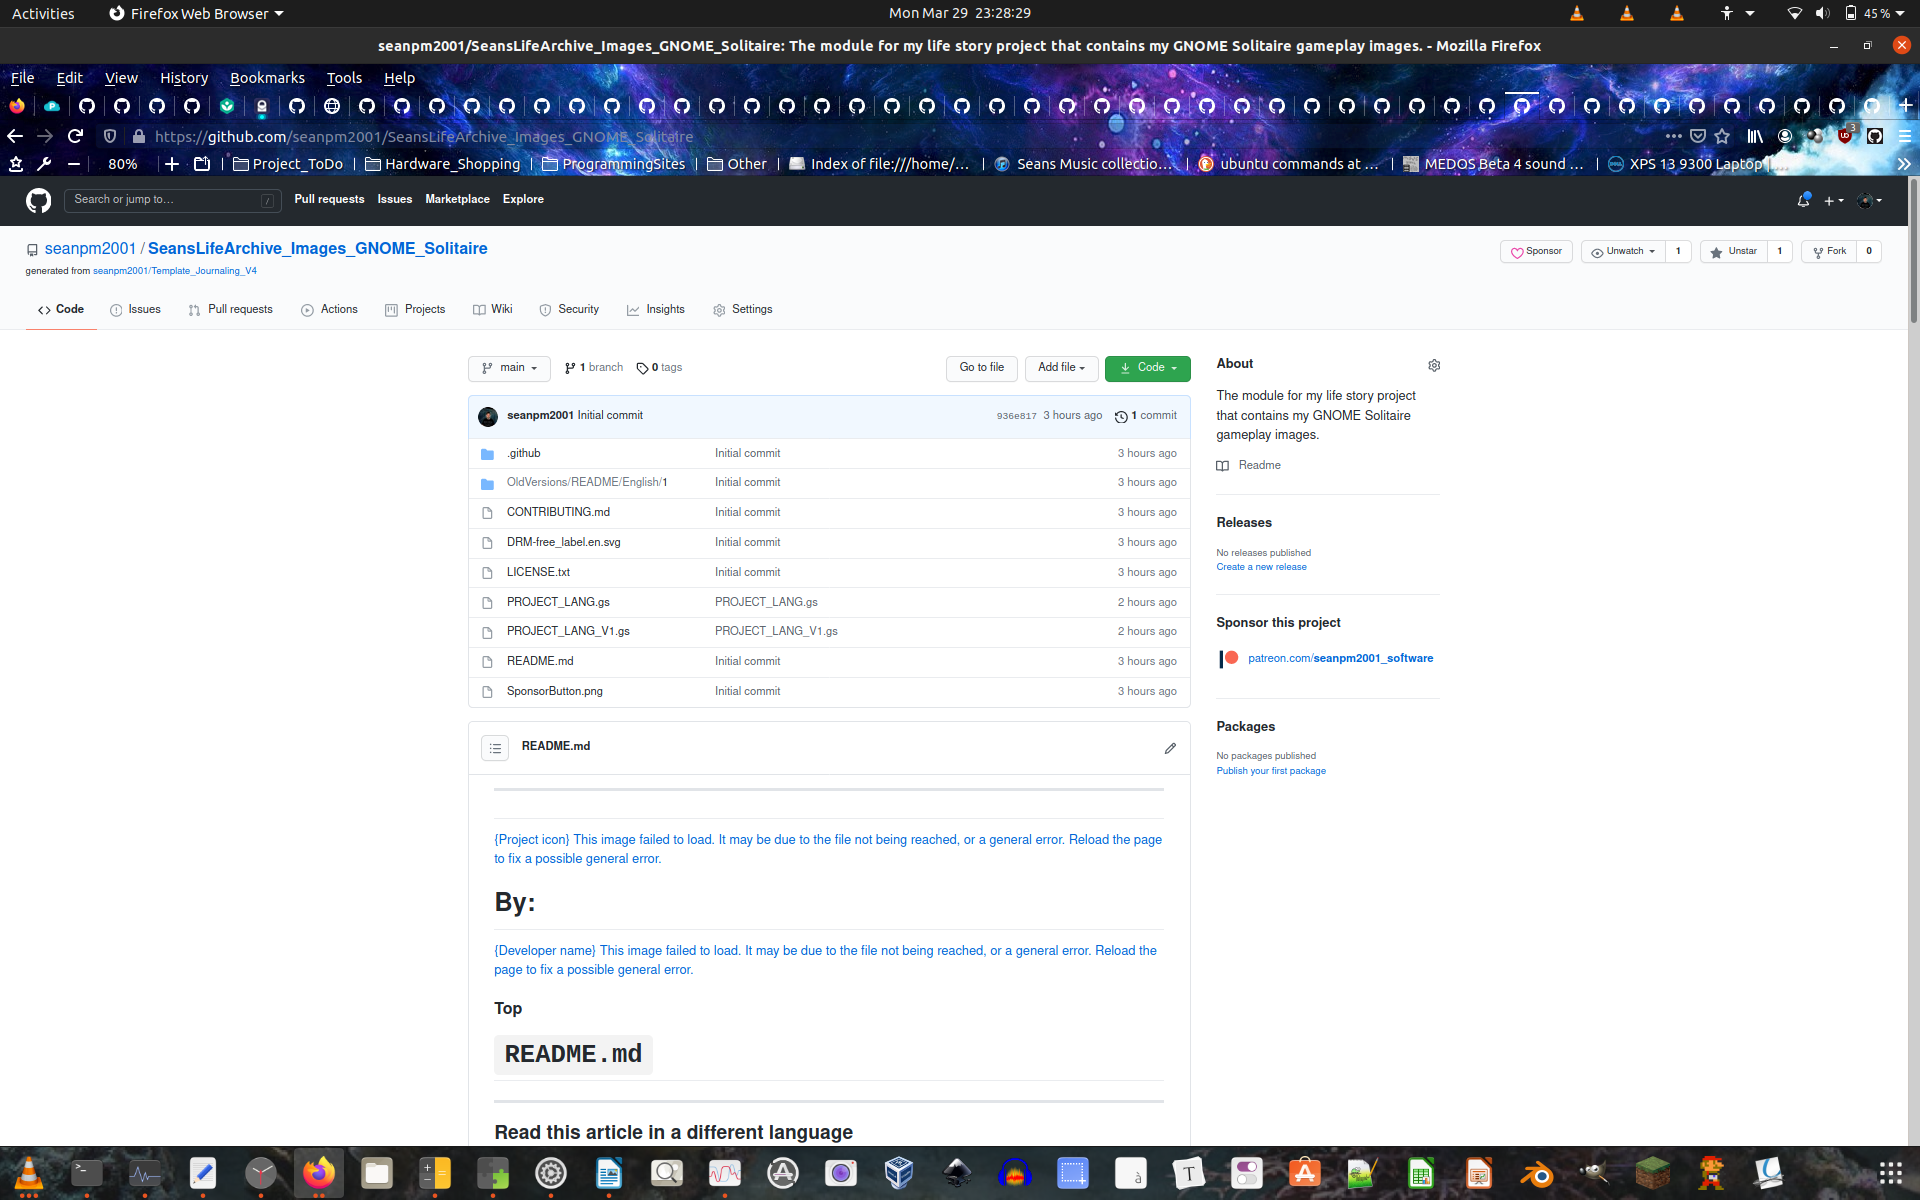 Activities
Firefox Web Browser
Mon Mar 29 23:28:29
45 %
seanpm2001/SeansLifeArchive_Images_GNOME_Solitaire: The module for my life story project that contains my GNOME Solitaire gameplay images. - Mozilla Firefox
File Edit View History Bookmarks Tools Help
https://github.com/seanpm2001/SeansLifeArchive_Images_GNOME_Solitaire
3
80%
Project_ToDo
Hardware_Shopping
ProgrammingSites
Other
Index of file:///home/...
Seans Music collectio...
ubuntu commands at ...
MEDOS Beta 4 sound ...
XPS 13 9300 Laptop
Search or jump to...
/
Pull requests Issues Marketplace Explore
seanpm2001 / SeansLifeArchive_Images_GNOME_Solitaire
generated from seanpm2001/Template_Journaling_V4
Sponsor
Unwatch 1
Unstar 1
Fork 0
Code Issues Pull requests Actions Projects Wiki Security Insights Settings
main
1 branch
0 tags
Go to file
Add file
Code
seanpm2001 Initial commit 936e817 3 hours ago 1 commit
.github Initial commit 3 hours ago
OldVersions/README/English/1 Initial commit 3 hours ago
CONTRIBUTING.md Initial commit 3 hours ago
DRM-free_label.en.svg Initial commit 3 hours ago
LICENSE.txt Initial commit 3 hours ago
PROJECT_LANG.gs PROJECT_LANG.gs 2 hours ago
PROJECT_LANG_V1.gs PROJECT_LANG_V1.gs 2 hours ago
README.md Initial commit 3 hours ago
SponsorButton.png Initial commit 3 hours ago
README.md
{Project icon} This image failed to load. It may be due to the file not being reached, or a general error. Reload the page
to fix a possible general error.
By:
{Developer name} This image failed to load. It may be due to the file not being reached, or a general error. Reload the
page to fix a possible general error.
Top
README.md
Read this article in a different language
About
The module for my life story project
that contains my GNOME Solitaire
gameplay images.
Readme
Releases
No releases published
Create a new release
Sponsor this project
patreon.com/seanpm2001_software
Packages
No packages published
Publish your first package